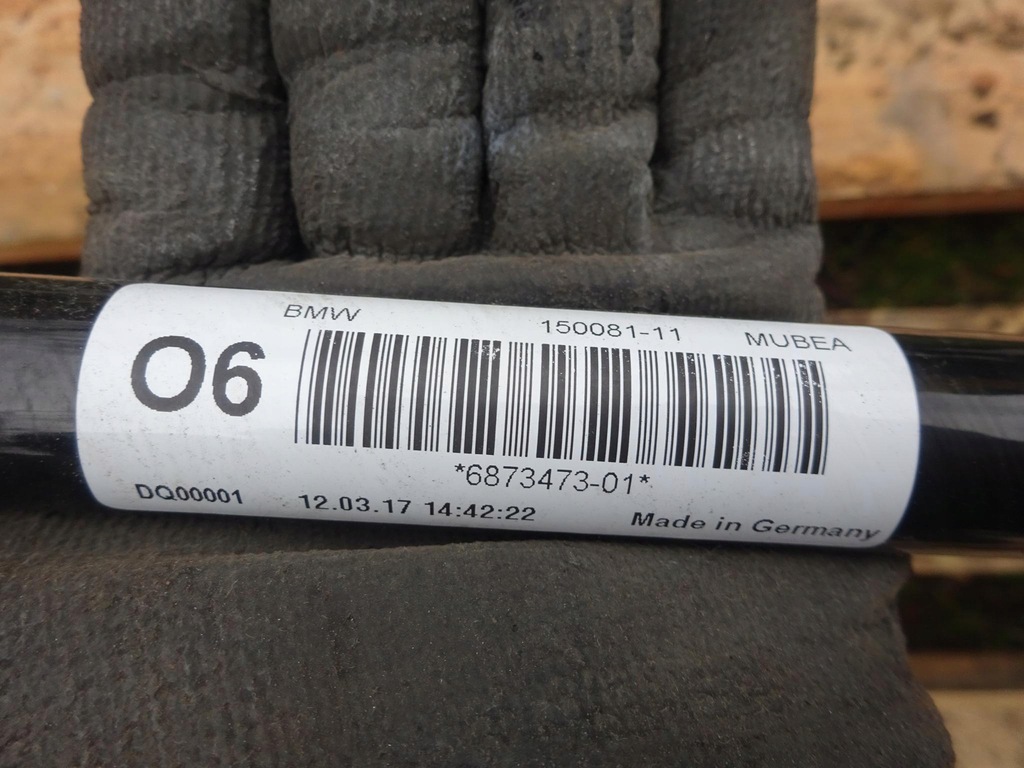 BMW 150081-11 MUBEA
O6
*6873473-01*
DQ00001 12.03.17 14:42:22 Made in Germany